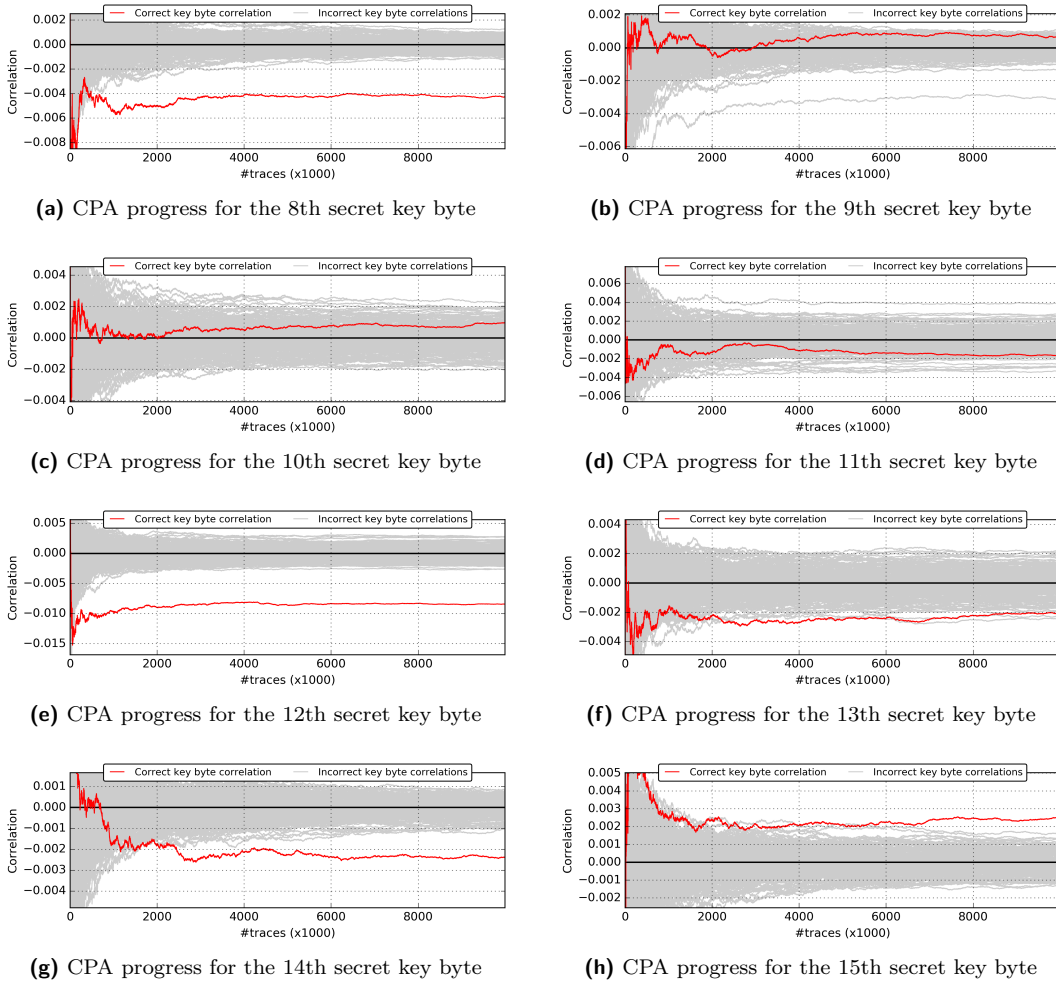 Correct key byte correlation Incorrect key byte correlations
0.002
0.000
−0.002
−0.004
−0.006
−0.008
Correlation
0 2000 4000 6000 8000
#traces (x1000)
(a) CPA progress for the 8th secret key byte
Correct key byte correlation Incorrect key byte correlations
0.002
0.000
−0.002
−0.004
−0.006
Correlation
0 2000 4000 6000 8000
#traces (x1000)
(b) CPA progress for the 9th secret key byte
Correct key byte correlation Incorrect key byte correlations
0.004
0.002
0.000
−0.002
−0.004
Correlation
0 2000 4000 6000 8000
#traces (x1000)
(c) CPA progress for the 10th secret key byte
Correct key byte correlation Incorrect key byte correlations
0.006
0.004
0.002
0.000
−0.002
−0.004
−0.006
Correlation
0 2000 4000 6000 8000
#traces (x1000)
(d) CPA progress for the 11th secret key byte
Correct key byte correlation Incorrect key byte correlations
0.005
0.000
−0.005
−0.010
−0.015
Correlation
0 2000 4000 6000 8000
#traces (x1000)
(e) CPA progress for the 12th secret key byte
Correct key byte correlation Incorrect key byte correlations
0.004
0.002
0.000
−0.002
−0.004
Correlation
0 2000 4000 6000 8000
#traces (x1000)
(f) CPA progress for the 13th secret key byte
Correct key byte correlation Incorrect key byte correlations
0.001
0.000
−0.001
−0.002
−0.003
−0.004
Correlation
0 2000 4000 6000 8000
#traces (x1000)
(g) CPA progress for the 14th secret key byte
Correct key byte correlation Incorrect key byte correlations
0.005
0.004
0.003
0.002
0.001
0.000
−0.001
−0.002
Correlation
0 2000 4000 6000 8000
#traces (x1000)
(h) CPA progress for the 15th secret key byte